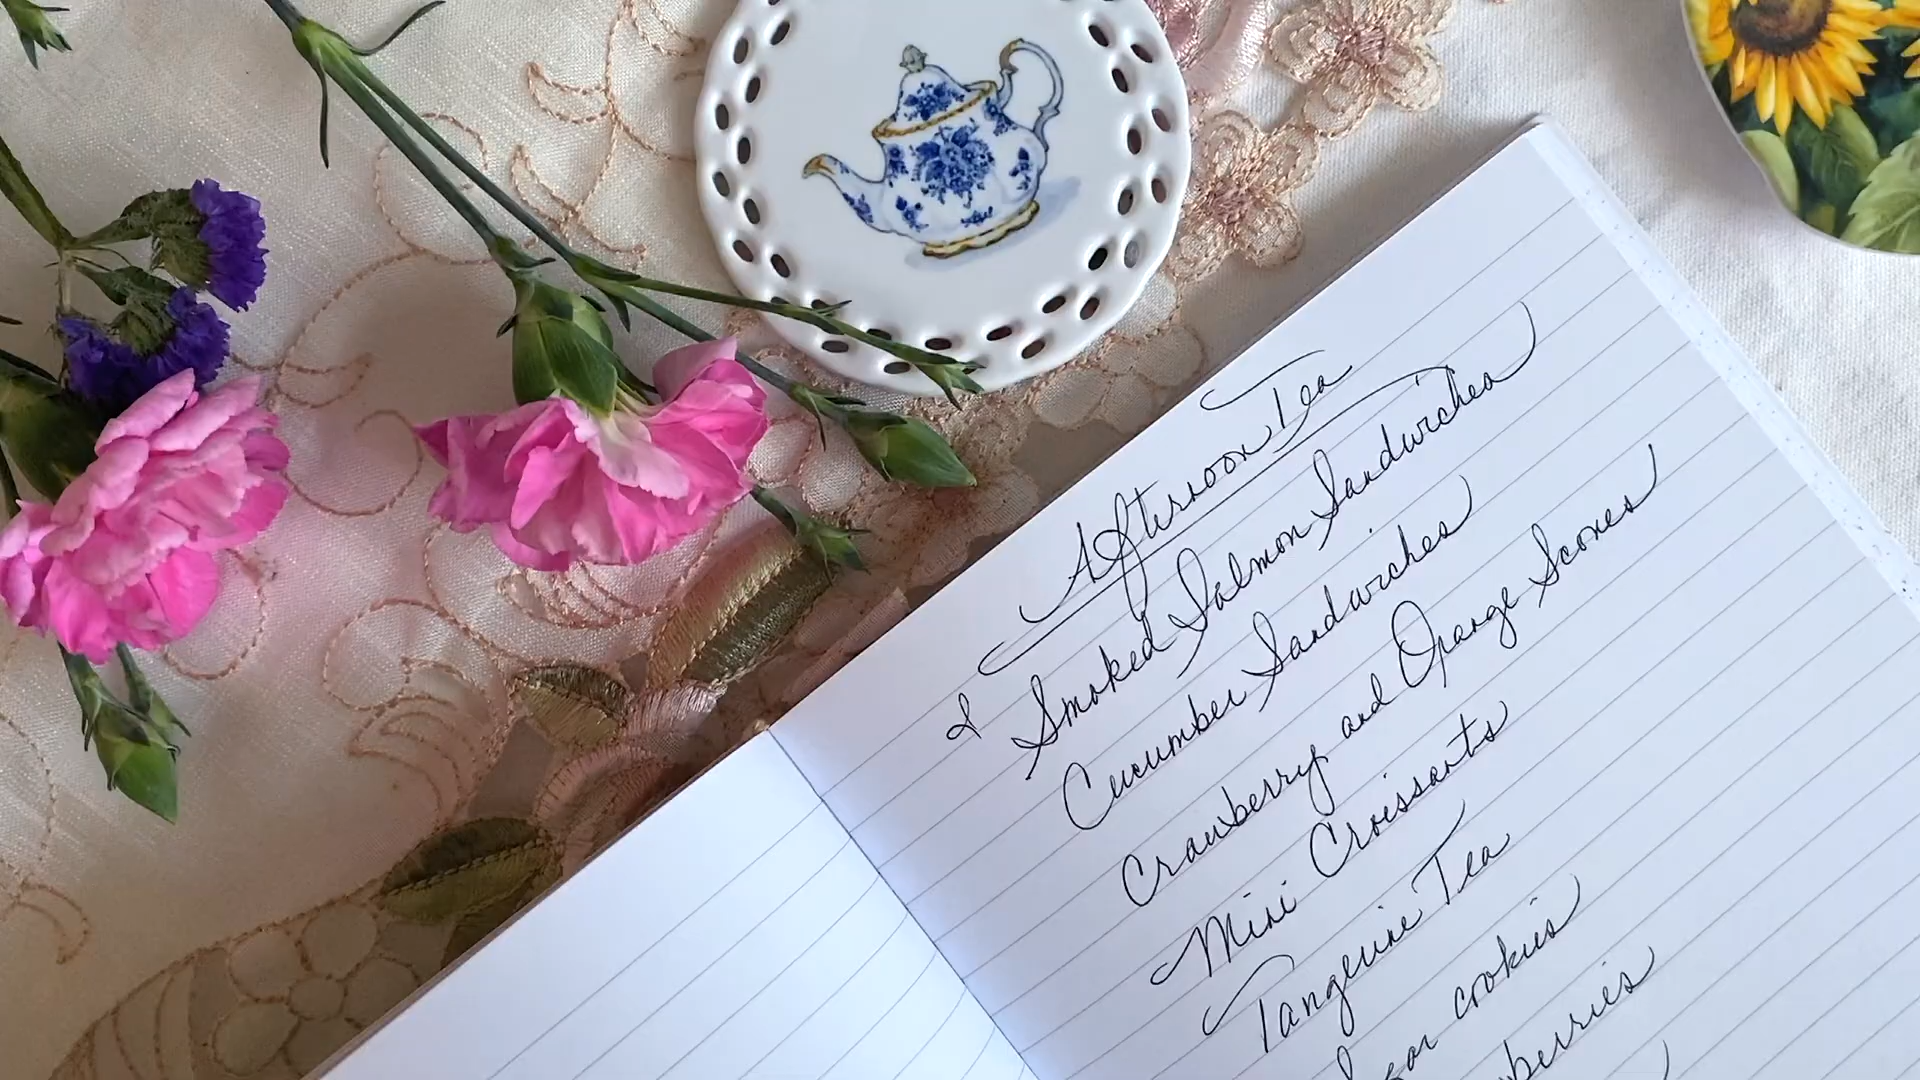 Afternoon Tea
Smoked Salmon Sandwiches
Cucumber Sandwiches
Cranberry and Orange Scones
Mini Croissants
Tangerine Tea
cookies